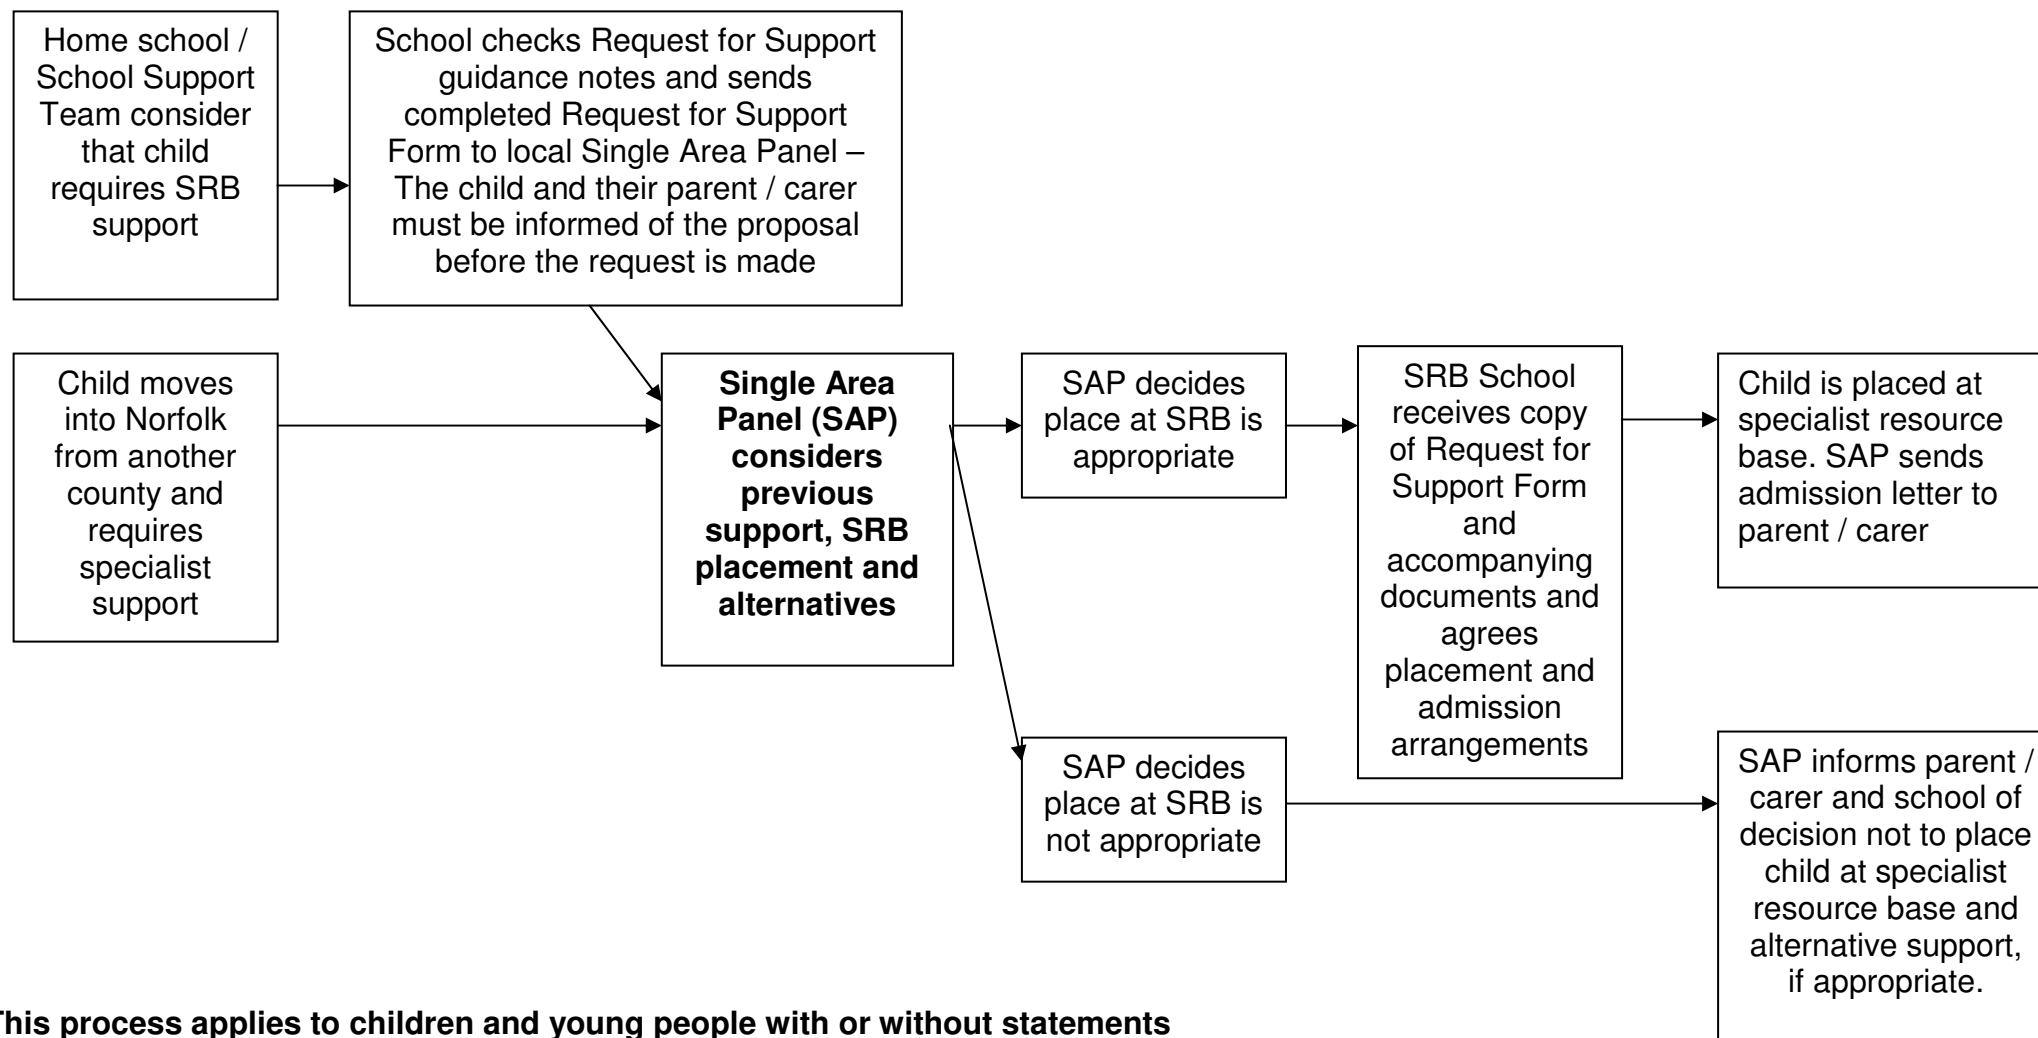 Home school /
School Support
Team consider
that child
requires SRB
support
School checks Request for Support
guidance notes and sends
completed Request for Support
Form to local Single Area Panel –
The child and their parent / carer
must be informed of the proposal
before the request is made
Child moves
into Norfolk
from another
county and
requires
specialist
support
Single Area
Panel (SAP)
considers
previous
support, SRB
placement and
alternatives
SAP decides
place at SRB is
appropriate
SRB School
receives copy
of Request for
Support Form
and
accompanying
documents and
agrees
placement and
admission
arrangements
Child is placed at
specialist resource
base. SAP sends
admission letter to
parent / carer
SAP decides
place at SRB is
not appropriate
SAP informs parent /
carer and school of
decision not to place
child at specialist
resource base and
alternative support,
if appropriate.
This process applies to children and young people with or without statements